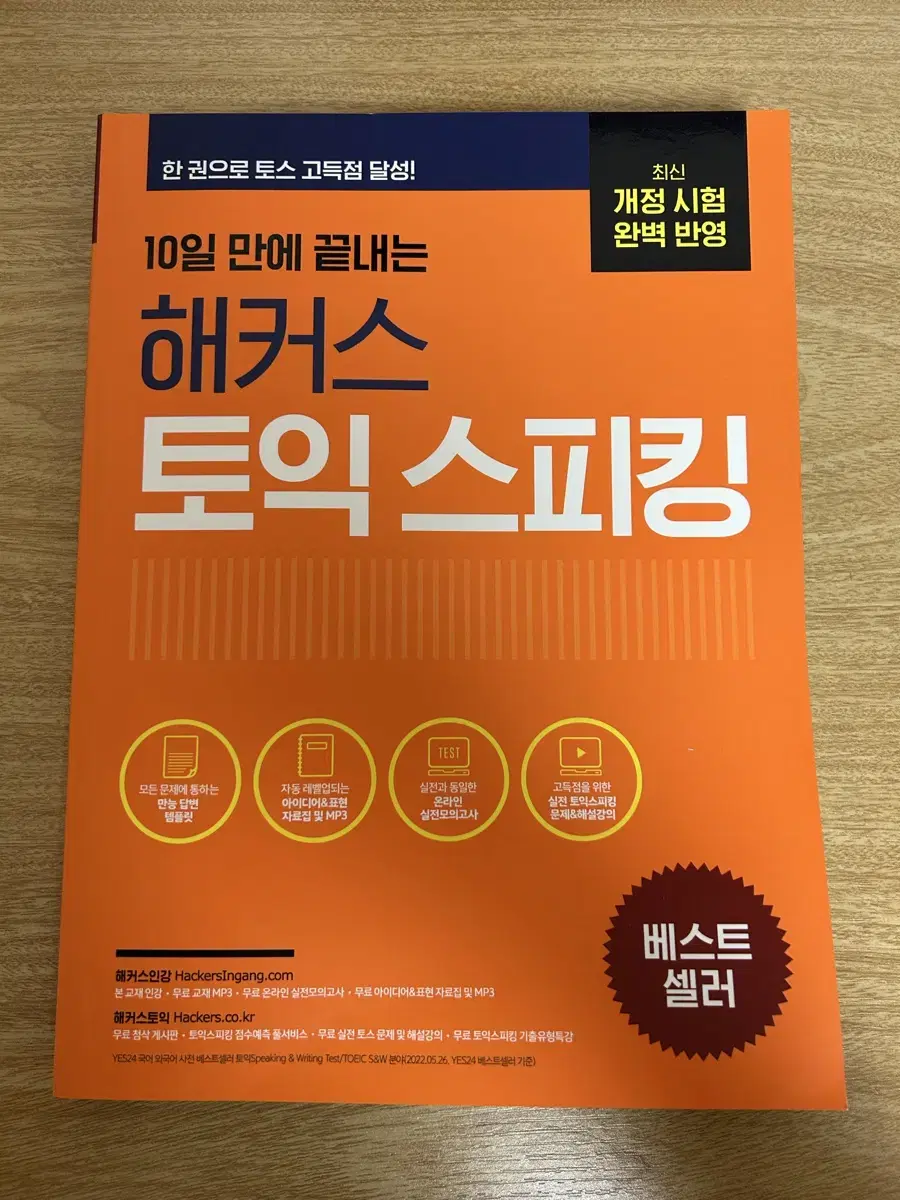 한 권으로 토스 고득점 달성!
최신
개정 시험
완벽 반영
10일 만에 끝내는
해커스
토익 스피킹
모든 문제에 통하는
만능 답변
템플릿
자동 레벨업되는
아이디어&표현
자료집 및 MP3
TEST
실전과 동일한
온라인
실전모의고사
고득점을 위한
실전 토익스피킹
문제&해설강의
베스트
셀러
해커스인강 HackersIngang.com
본 교재 인강 • 무료 교재 MP3 • 무료 온라인 실전모의고사 • 무료 아이디어&표현 자료집 및 MP3
해커스토익 Hackers.co.kr
무료 첨삭 게시판 • 토익스피킹 점수예측 풀서비스 • 무료 실전 토스 문제 및 해설강의 • 무료 토익스피킹 기출유형특강
YES24 국어 외국어 사전 베스트셀러 토익Speaking & Writing Test/TOEIC S&W 분야(2022.05.26, YES24 베스트셀러 기준)